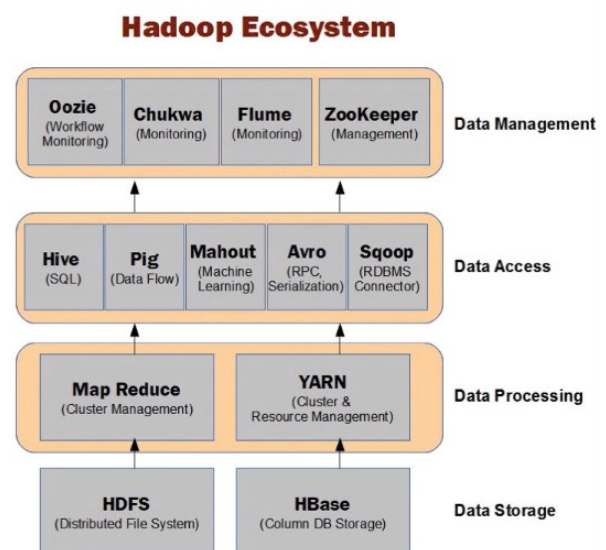 Hadoop Ecosystem
Oozie
(Workflow
Monitoring)
Chukwa
(Monitoring)
Flume
(Monitoring)
ZooKeeper
(Management)
Data Management
Hive
(SQL)
Pig
(Data Flow)
Mahout
(Machine
Learning)
Avro
(RPC,
Serialization)
Sqoop
(RDBMS
Connector)
Data Access
Map Reduce
(Cluster Management)
YARN
(Cluster &
Resource Management)
Data Processing
HDFS
(Distributed File System)
HBase
(Column DB Storage)
Data Storage